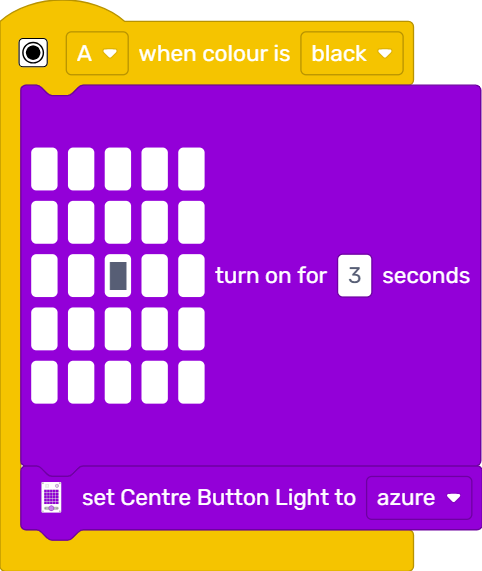 A when colour is black
turn on for 3 seconds
set Centre Button Light to azure